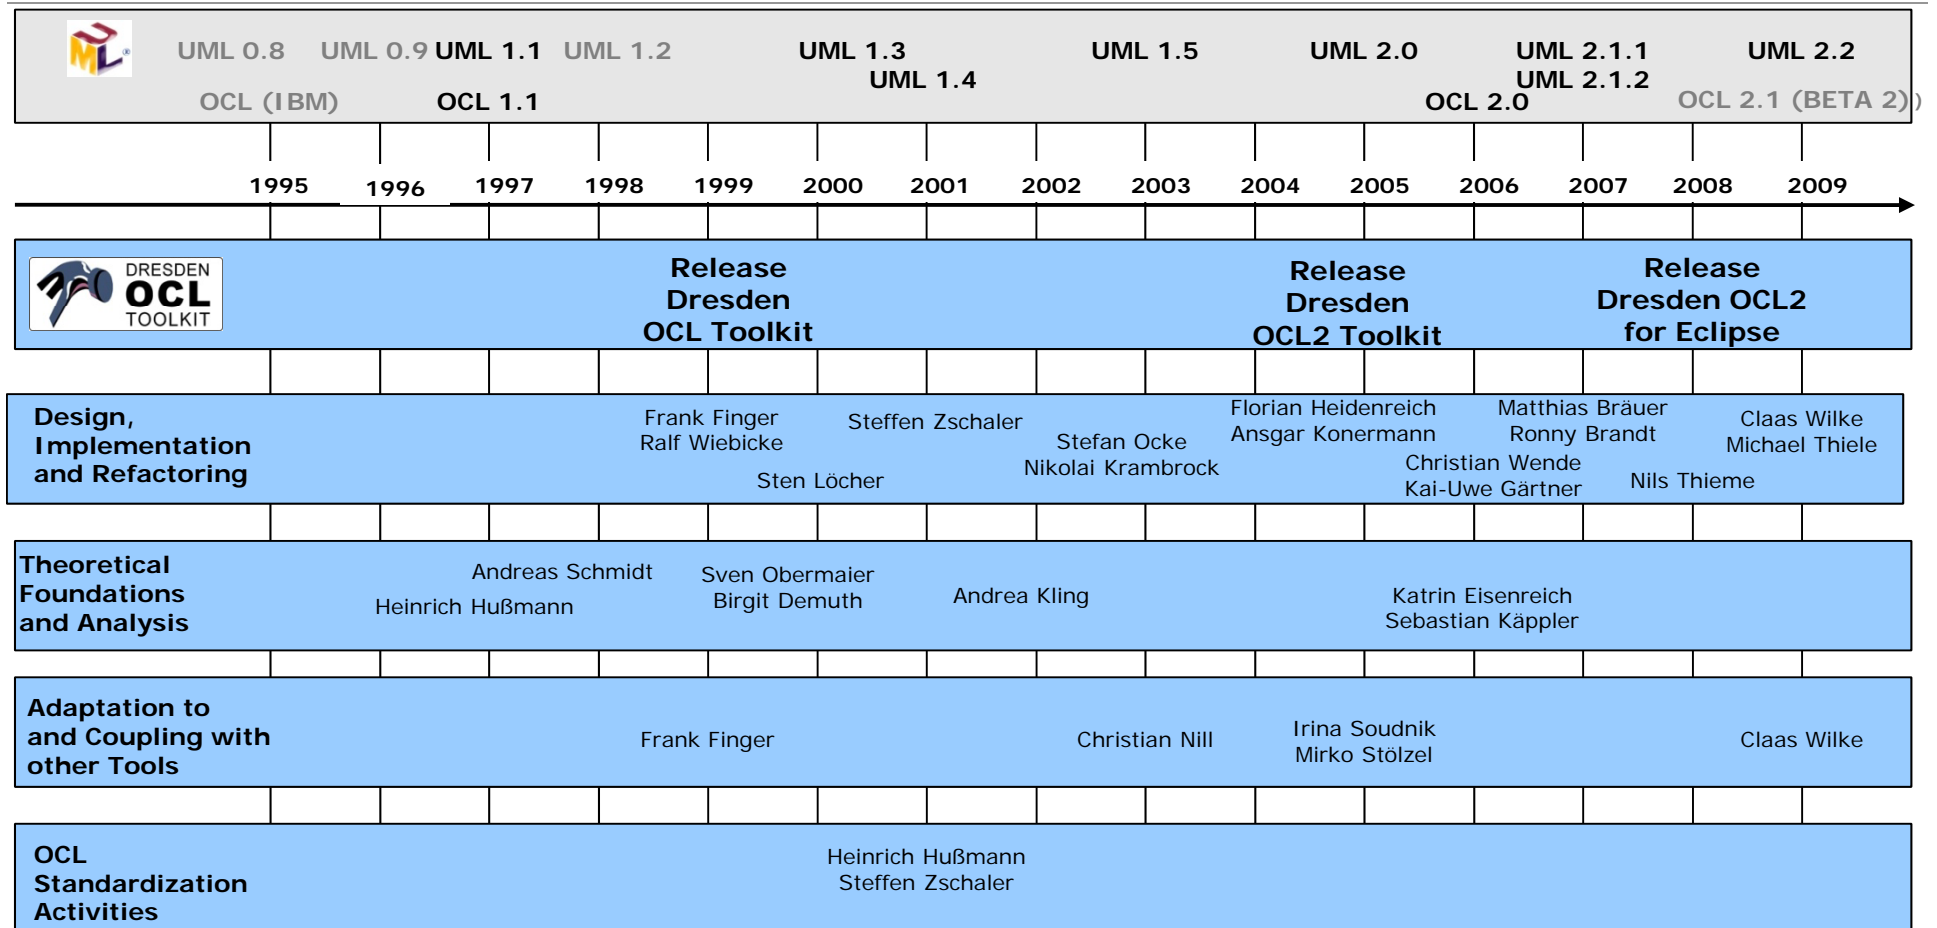 UML ®
UML 0.8 UML 0.9 UML 1.1 UML 1.2 UML 1.3 UML 1.5 UML 2.0 UML 2.1.1 UML 2.2
UML 1.4 UML 2.1.2
OCL (IBM) OCL 1.1 OCL 2.0 OCL 2.1 (BETA 2) )
1995 1996 1997 1998 1999 2000 2001 2002 2003 2004 2005 2006 2007 2008 2009
DRESDEN
OCL
TOOLKIT
Release
Dresden
OCL Toolkit
Release
Dresden
OCL2 Toolkit
Release
Dresden OCL2
for Eclipse
Design,
Implementation
and Refactoring
Frank Finger
Ralf Wiebicke
Sten Löcher
Steffen Zschaler
Stefan Ocke
Nikolai Krambrock
Florian Heidenreich
Ansgar Konermann
Christian Wende
Kai-Uwe Gärtner
Matthias Bräuer
Ronny Brandt
Nils Thieme
Claas Wilke
Michael Thiele
Theoretical
Foundations
and Analysis
Andreas Schmidt
Heinrich Hußmann
Sven Obermaier
Birgit Demuth
Andrea Kling
Katrin Eisenreich
Sebastian Käppler
Adaptation to
and Coupling with
other Tools
Frank Finger
Christian Nill
Irina Soudnik
Mirko Stölzel
Claas Wilke
OCL
Standardization
Activities
Heinrich Hußmann
Steffen Zschaler